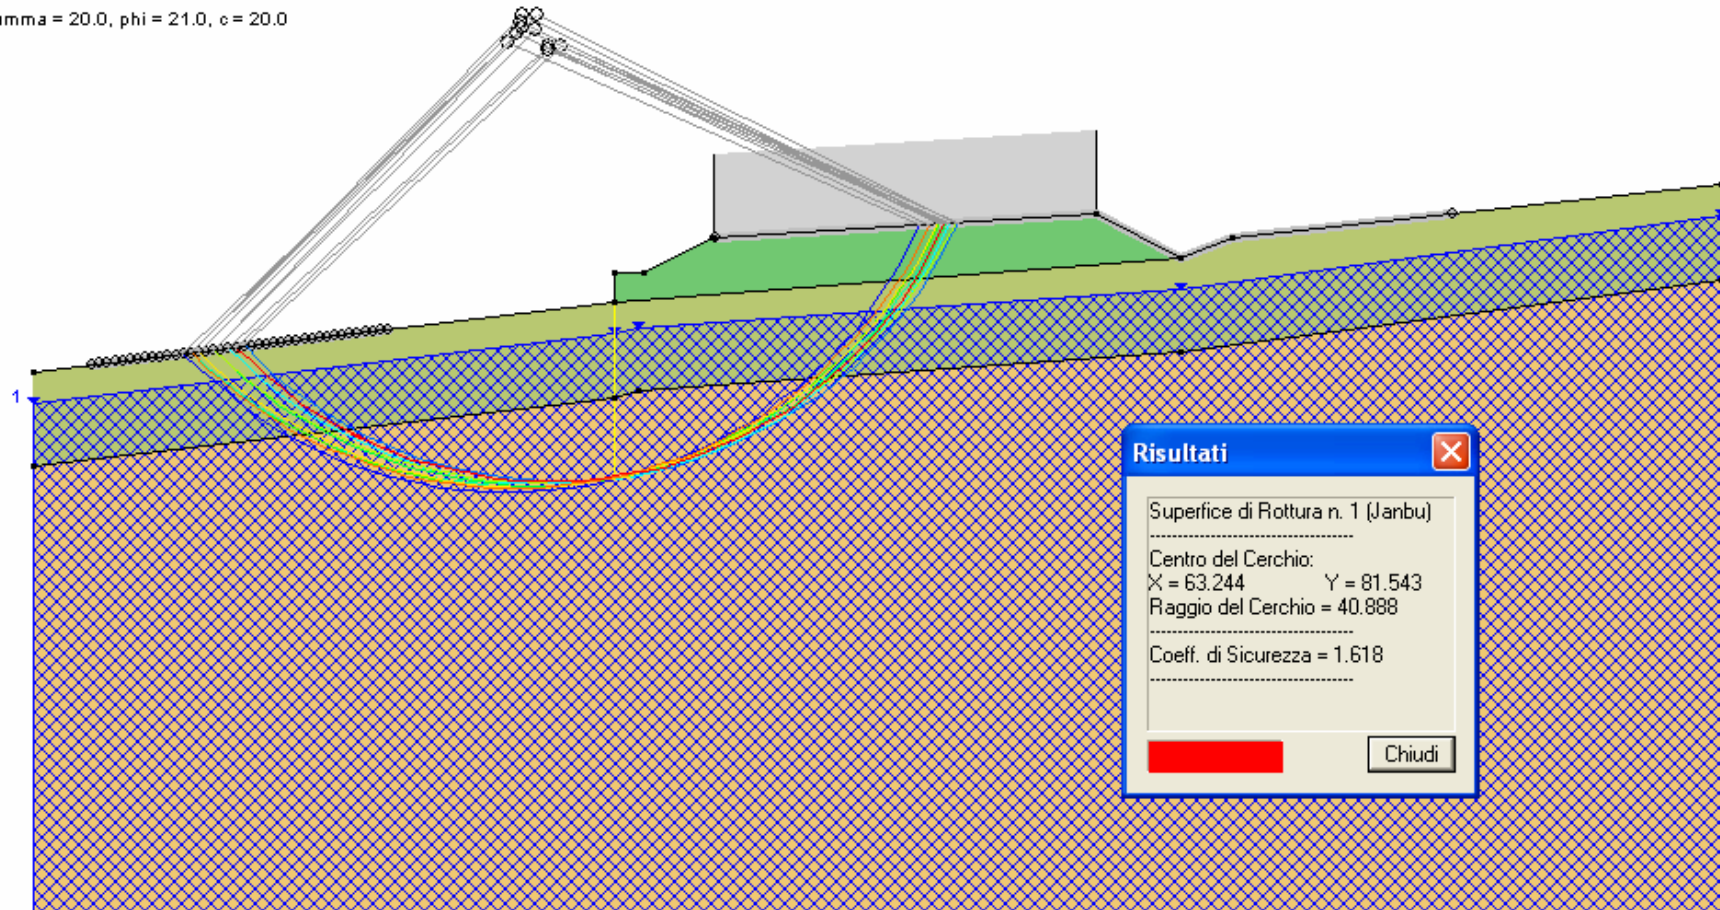 umma = 20.0, phi = 21.0, c = 20.0
1
Risultati
Superfice di Rottura n. 1 (Janbu)
--------------------------------
Centro del Cerchio:
X = 63.244 Y = 81.543
Raggio del Cerchio = 40.888
--------------------------------
Coeff. di Sicurezza = 1.618
--------------------------------
Chiudi